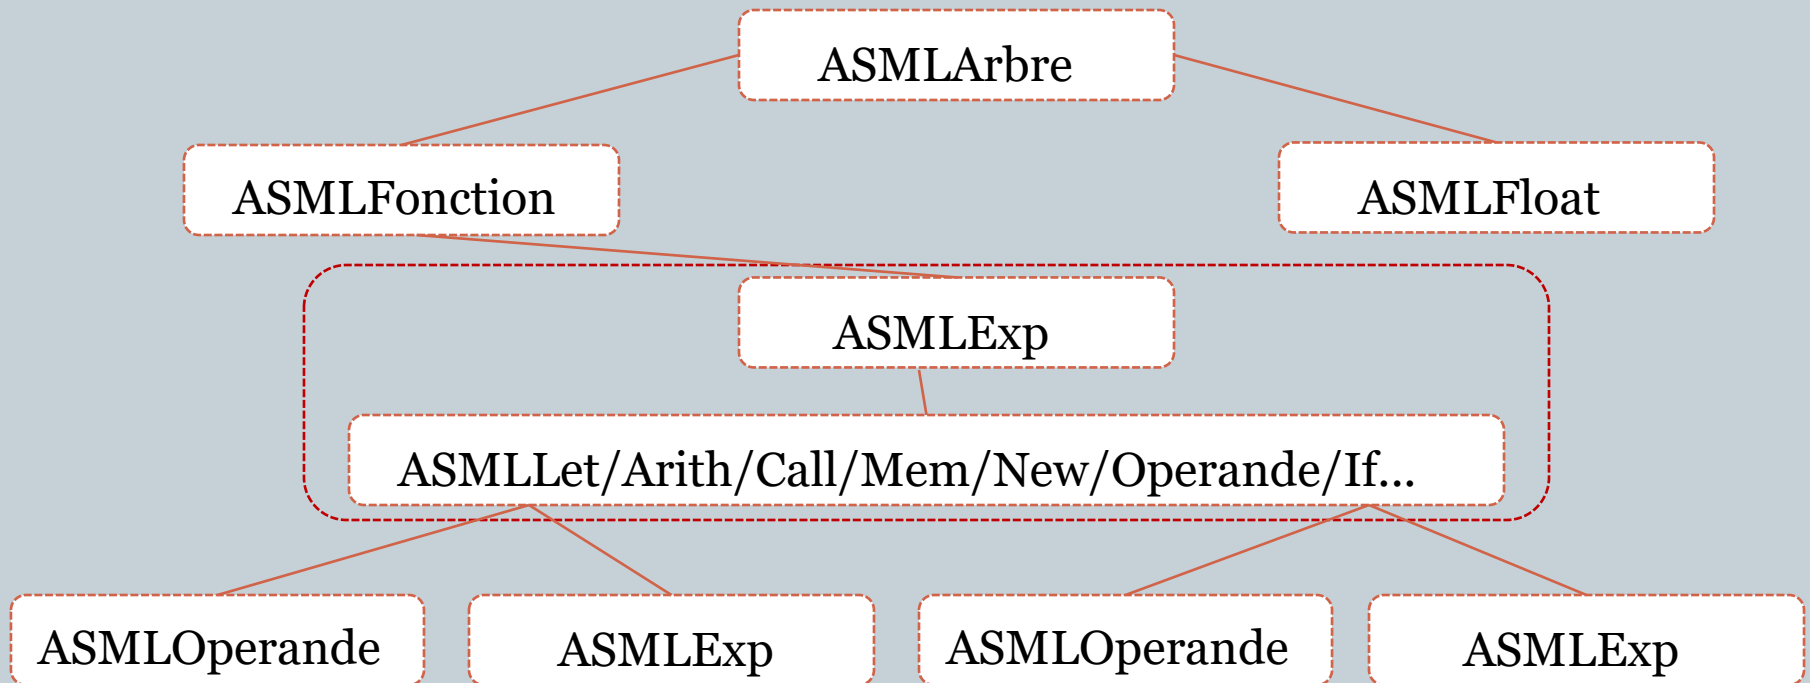 ASMLArbre
ASMLFonction
ASMLFloat
ASMLExp
ASMLLet/Arith/Call/Mem/New/Operande/If...
ASMLOperande
ASMLExp
ASMLOperande
ASMLExp